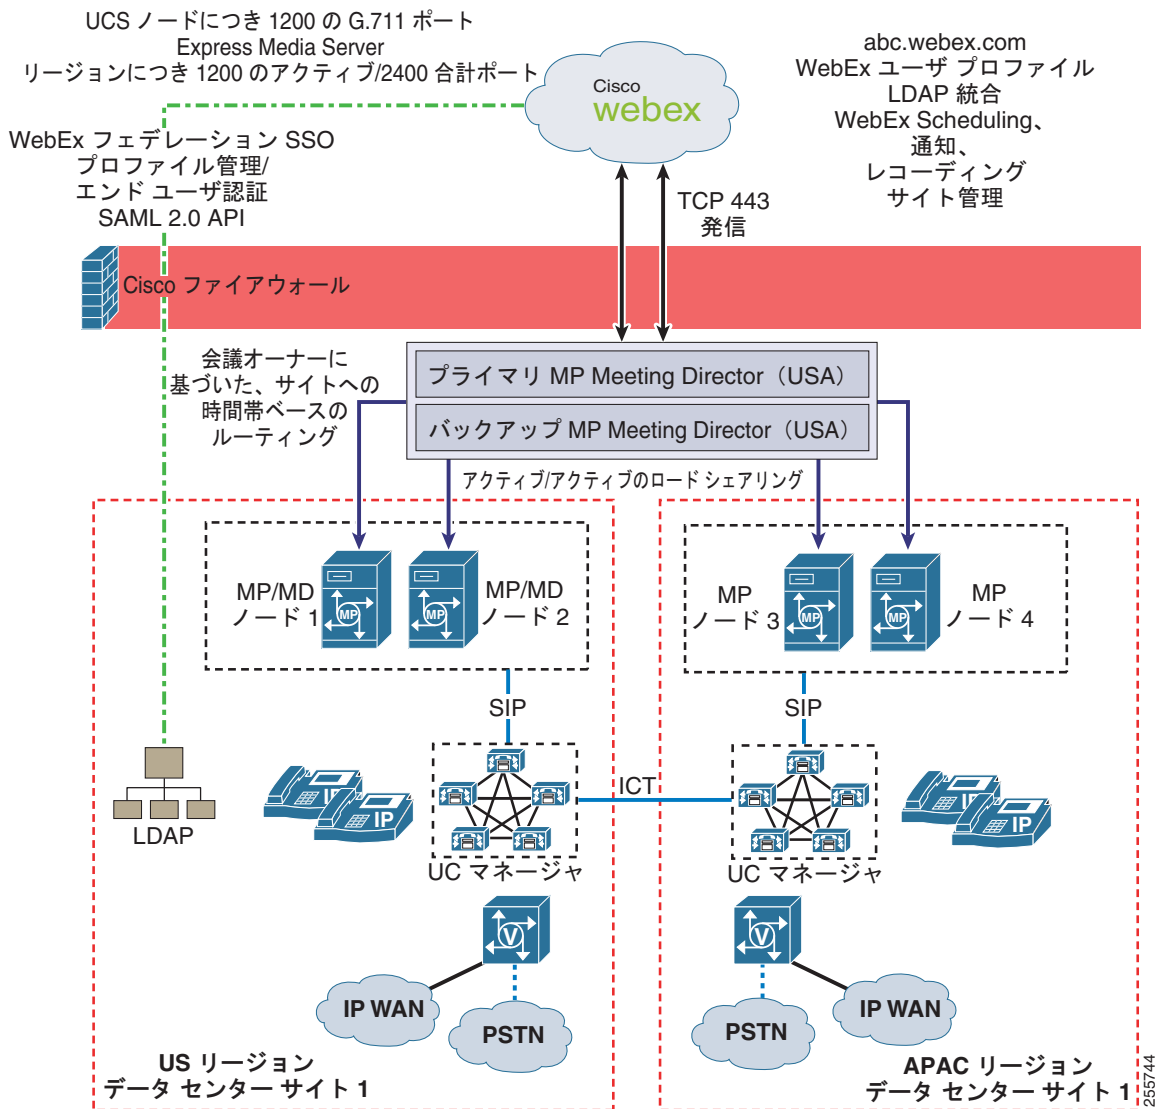 UCS ノードにつき 1200 の G.711 ポート
Express Media Server
リージョンにつき 1200 のアクティブ/2400 合計ポート
Cisco
webex
abc.webex.com
WebEx ユーザ プロファイル
LDAP 統合
WebEx Scheduling、
通知、
レコーディング
サイト管理
WebEx フェデレーション SSO
プロファイル管理/
エンド ユーザ認証
SAML 2.0 API
TCP 443
発信
Cisco ファイアウォール
会議オーナーに
基づいた、サイトへの
時間帯ベースの
ルーティング
プライマリ MP Meeting Director（USA）
バックアップ MP Meeting Director（USA）
アクティブ/アクティブのロード シェアリング
MP/MD
ノード 1
MP
MP
MP/MD
ノード 2
MP
ノード 3
MP
MP
MP
ノード 4
SIP
SIP
LDAP
IP
IP
ICT
IP
IP
UC マネージャ
UC マネージャ
V
V
IP WAN
PSTN
PSTN
IP WAN
US リージョン
データ センター サイト 1
APAC リージョン
データ センター サイト 1
255744